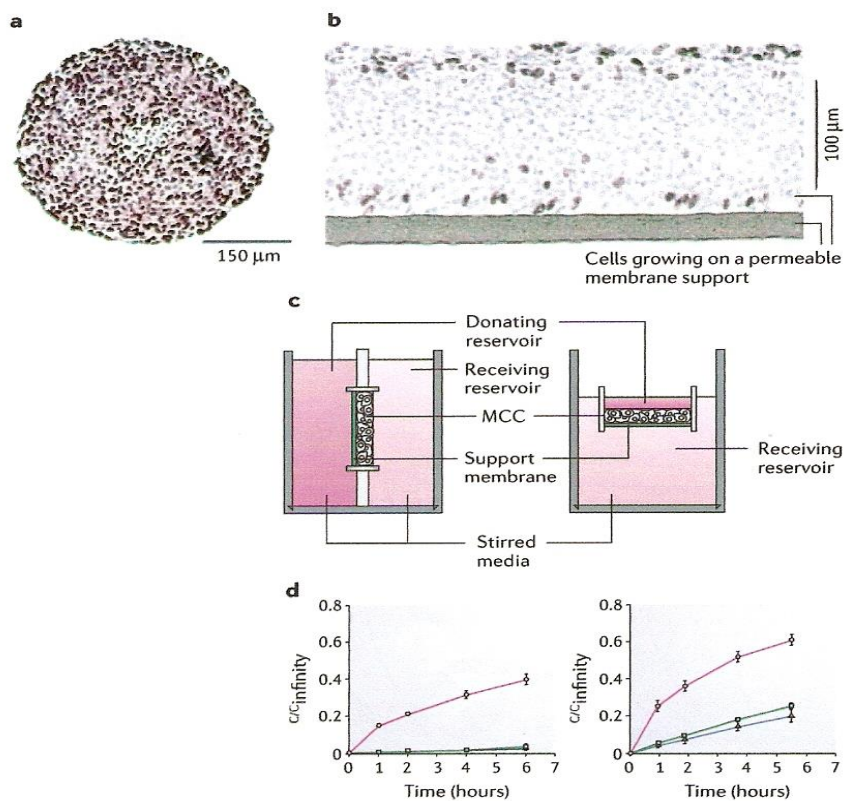 a
150 µm
b
100 µm
Cells growing on a permeable
membrane support
c
Donating
reservoir
Receiving
reservoir
MCC
Support
membrane
Receiving
reservoir
Stirred
media
d
0.8
0.6
0.4
0.2
0
C/C infinity
0 1 2 3 4 5 6 7
Time (hours)
0.8
0.6
0.4
0.2
0
C/C infinity
0 1 2 3 4 5 6 7
Time (hours)